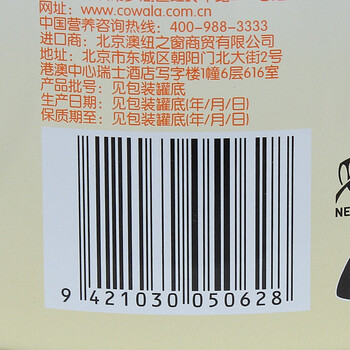 www.cowala.com.cn
中国营养咨询热线：400-988-3333
进口商：北京澳纽之窗商贸有限公司
地址：北京市东城区朝阳门北大街2号
港澳中心瑞士酒店写字楼1幢6层616室
产品批号：见包装罐底
生产日期：见包装罐底(年/月/日)
保质期至：见包装罐底(年/月/日)
NE
9 421030 050628